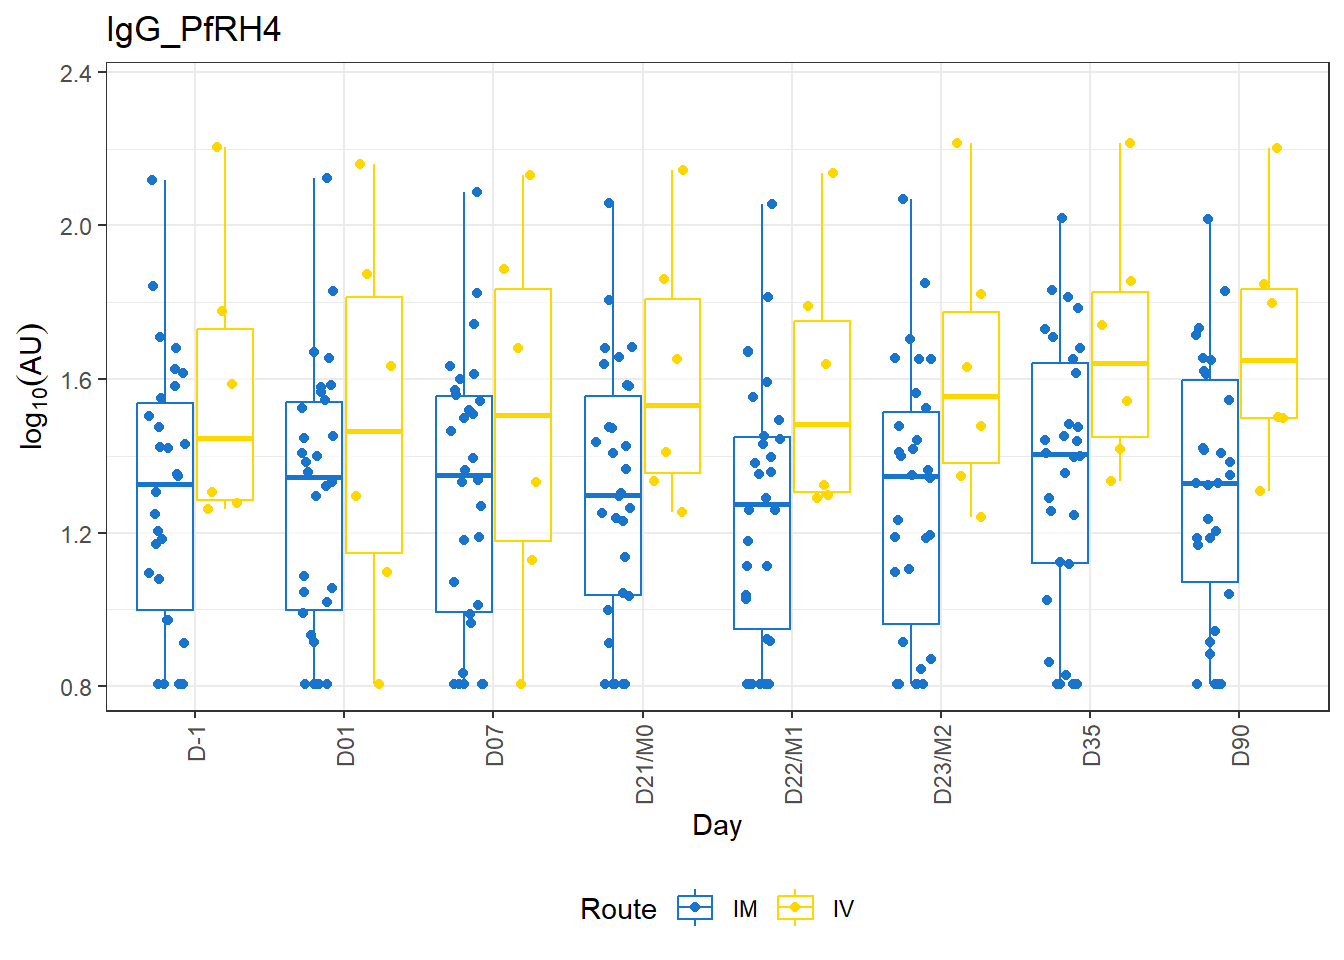 IgG_PfRH4
log10(AU)
2.4
2.0
1.6
1.2
0.8
D-1
D01
D07
D21/M0
D22/M1
D23/M2
D35
D90
Day
Route IM IV